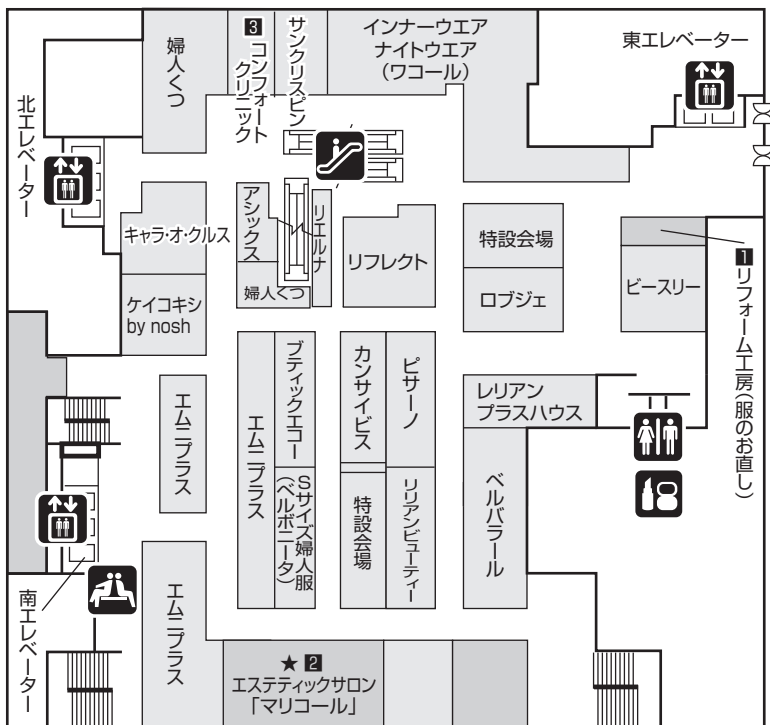 婦人くつ
3
コンフォート
クリニック
サンクリスピン
インナーウエア
ナイトウエア
(ワコール)
東エレベーター
北エレベーター
キャラ・オ・クルス
アシックス
リエルナ
リフレクト
特設会場
1 リフォーム工房(服のお直し)
ケイコキシ
by nosh
婦人くつ
ロブジェ
ビースリー
エムニプラス
エムニプラス
ブティックエコー
カンサイビス
ピサーノ
レリアン
プラスハウス
Sサイズ婦人服
(ベルボニータ)
特設会場
リリアンビューティー
ベルバラール
南エレベーター
エムニプラス
★ 2
エステティックサロン
「マリコール」